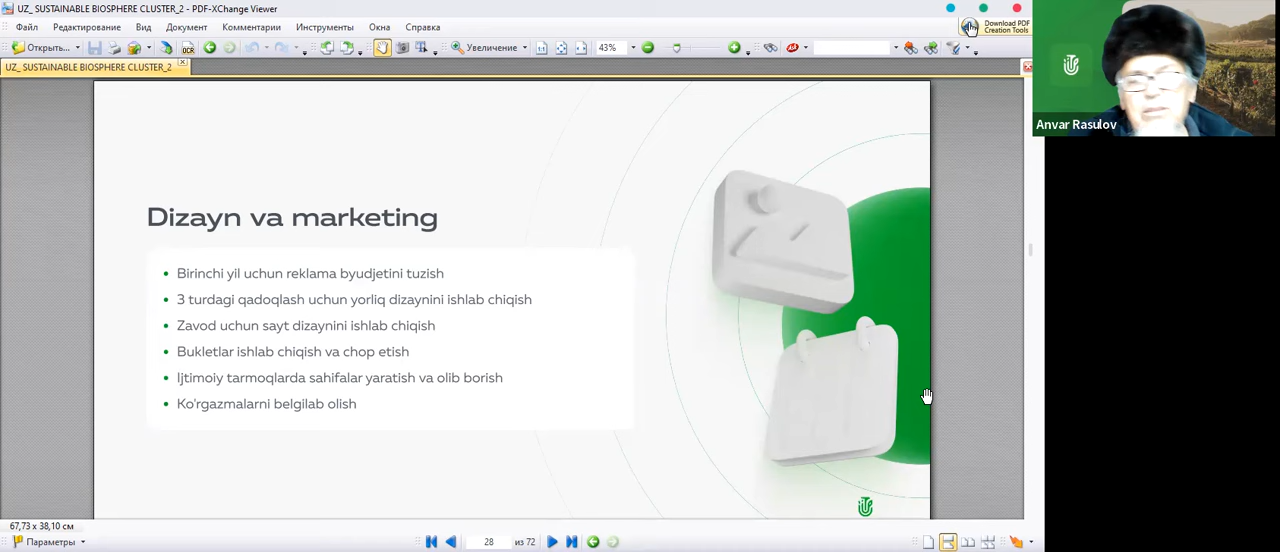 UZ_ SUSTAINABLE BIOSPHERE CLUSTER_2 - PDF-XChange Viewer
Файл Редактирование Вид Документ Комментарии Инструменты Окна Справка
Download PDF
Creation Tools
Открыть... OCR Увеличение 43%
UZ_ SUSTAINABLE BIOSPHERE CLUSTER_2
Anvar Rasulov
Dizayn va marketing
Birinchi yil uchun reklama byudjetini tuzish
3 turdagi qadoqlash uchun yorliq dizaynini ishlab chiqish
Zavod uchun sayt dizaynini ishlab chiqish
Bukletlar ishlab chiqish va chop etish
Ijtimoiy tarmoqlarda sahifalar yaratish va olib borish
Ko'rgazmalarni belgilab olish
67,73 x 38,10 см
Параметры 28 из 72